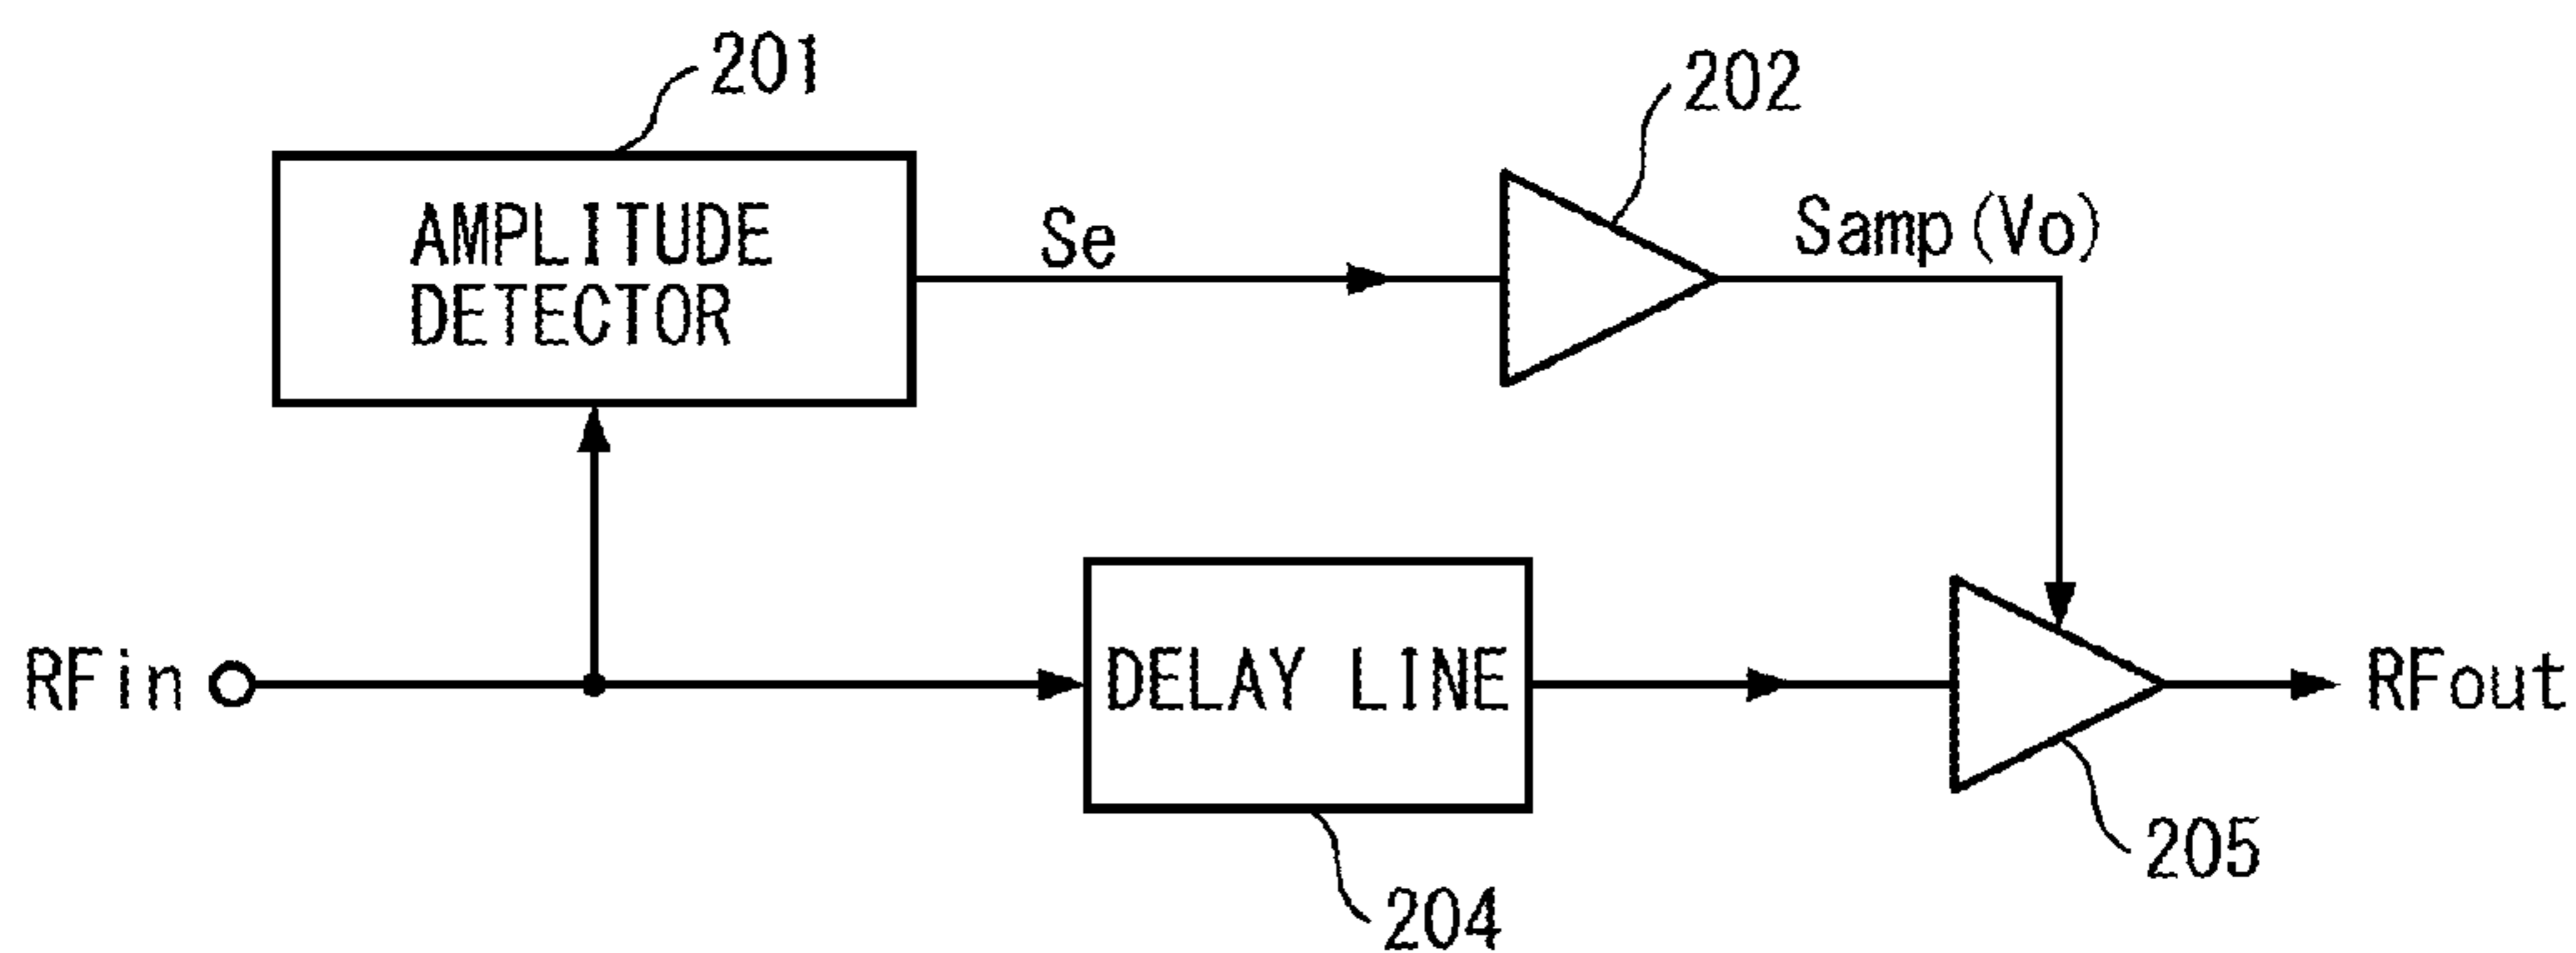 201
202
AMPLITUDE
DETECTOR
Se
Samp (Vo)
RFin
DELAY LINE
RFout
205
204